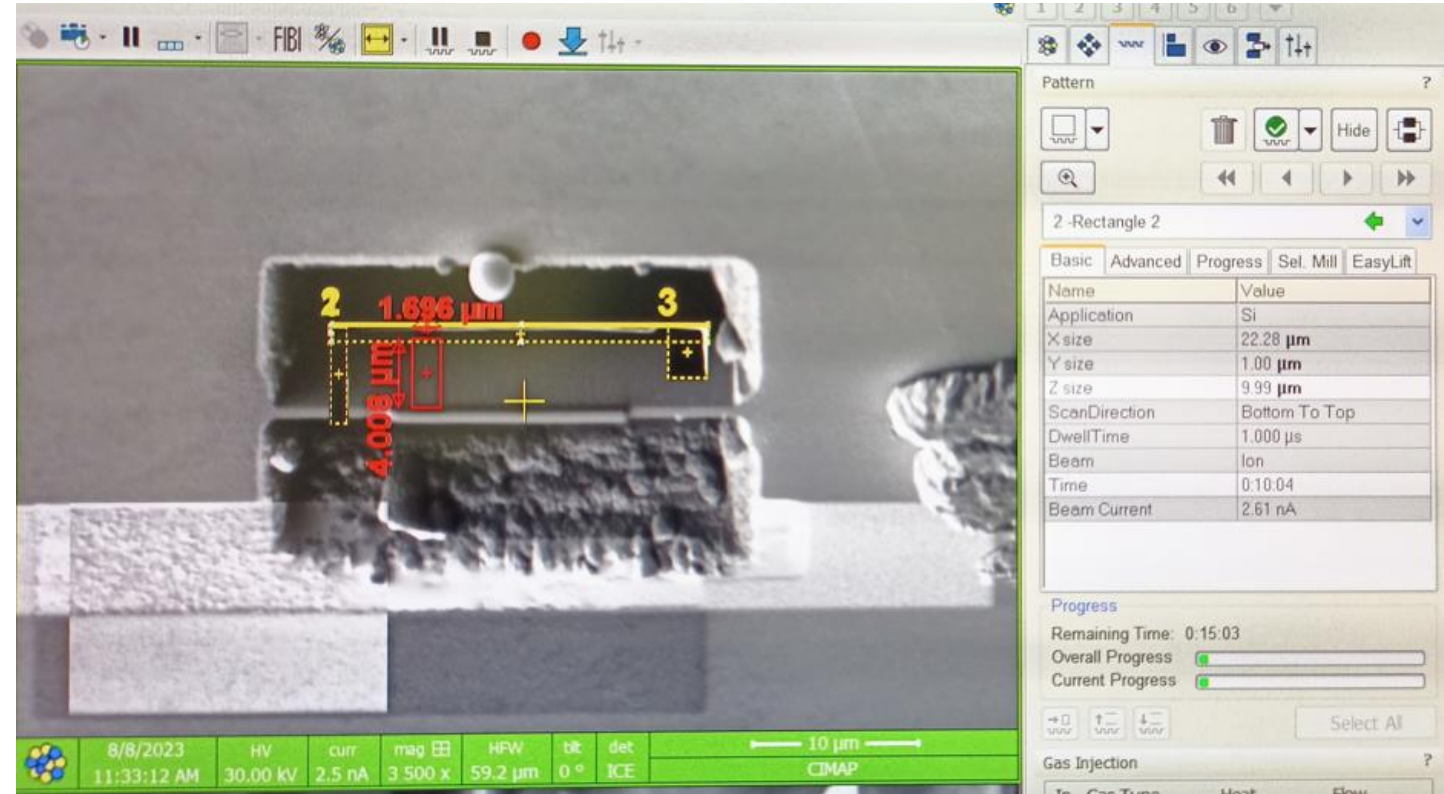 1 2 3 4 5 6
FIBI
Pattern ?
Hide
2 -Rectangle 2
Basic Advanced Progress Sel. Mill EasyLift
Name Value
Application Si
X size 22.28 µm
Y size 1.00 µm
Z size 9.99 µm
ScanDirection Bottom To Top
DwellTime 1.000 µs
Beam Ion
Time 0:10:04
Beam Current 2.61 nA
Progress
Remaining Time: 0:15:03
Overall Progress
Current Progress
Select All
Gas Injection ?
In Gas Type Heat Flow
2
1.696 µm
3
4.008 µm
8/8/2023 HV curr mag HFW tilt det 10 µm
11:33:12 AM 30.00 kV 2.5 nA 3 500 x 59.2 µm 0 ° ICE CIMAP